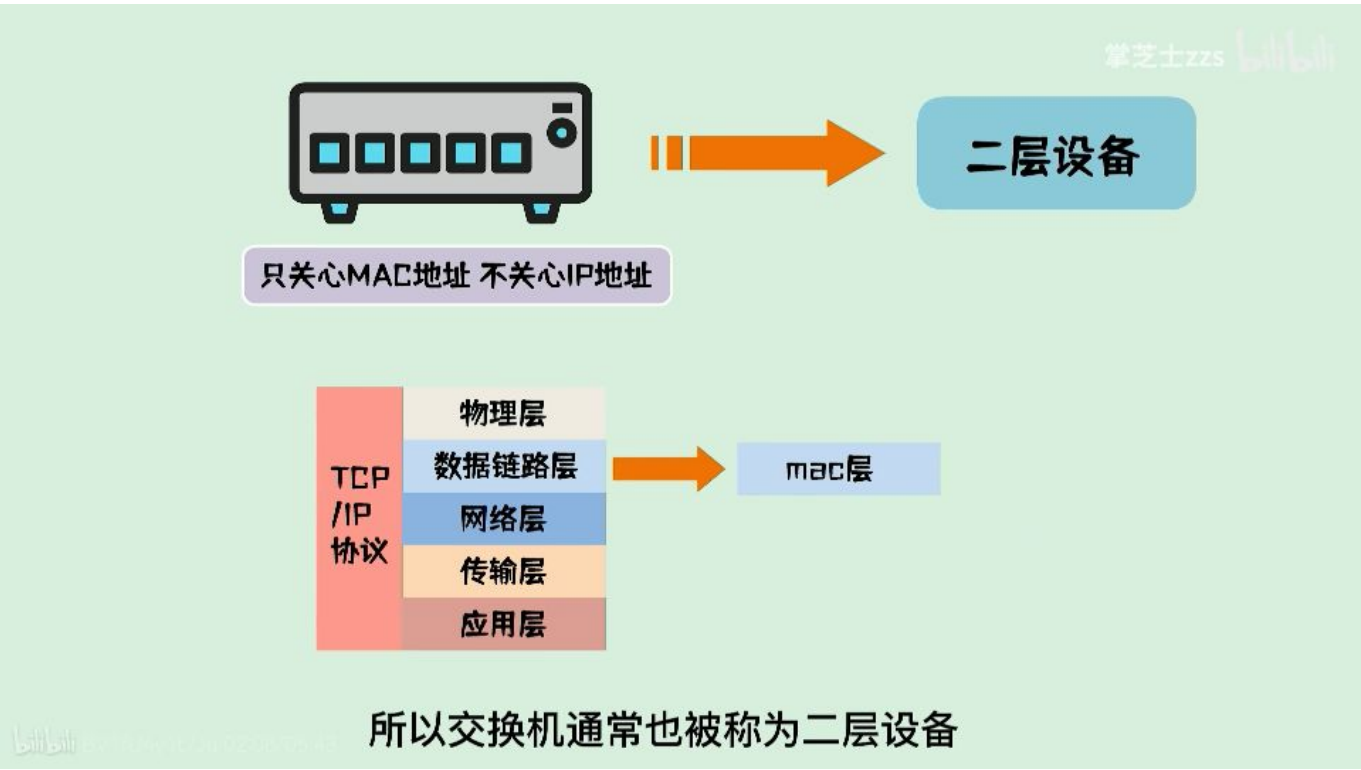 掌芝士zzs bilibili
二层设备
只关心MAC地址 不关心IP地址
TCP
/IP
协议
物理层
数据链路层
网络层
传输层
应用层
mac层
所以交换机通常也被称为二层设备
bilibili